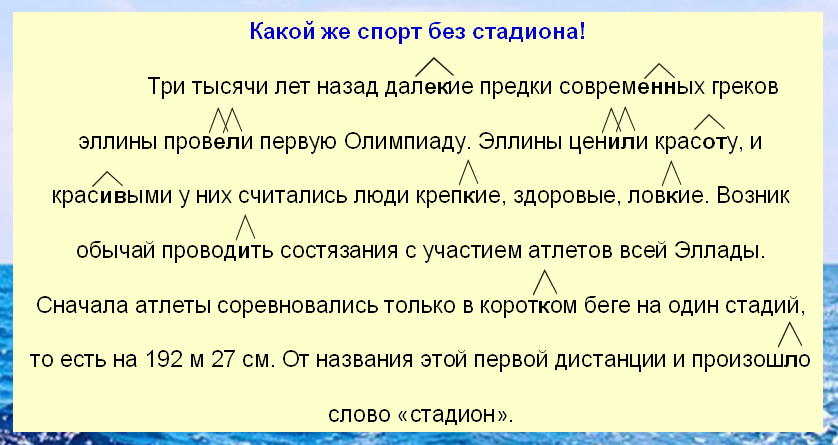 Какой же спорт без стадиона!
Три тысячи лет назад далекие предки современных греков
эллины провели первую Олимпиаду. Эллины ценили красоту, и
красивыми у них считались люди крепкие, здоровые, ловкие. Возник
обычай проводить состязания с участием атлетов всей Эллады.
Сначала атлеты соревновались только в коротком беге на один стадий,
то есть на 192 м 27 см. От названия этой первой дистанции и произошло
слово «стадион».